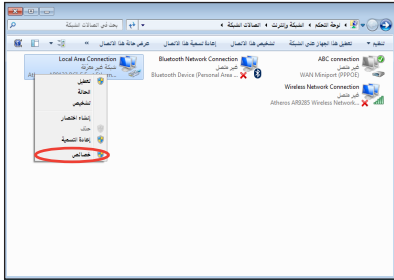 لوحة التحكم ◂ الشبكة وإنترنت ◂ اتصالات الشبكة ◂
بحث في اتصالات الشبكة
تنظيم ▾ تعطيل هذا الجهاز على الشبكة تشخيص هذا الاتصال إعادة تسمية هذا الاتصال عرض حالة هذا الاتصال «
ABC connection
غير متصل
WAN Miniport (PPPOE)
Bluetooth Network Connection
غير متصل
Bluetooth Device (Personal Area ...
Local Area Connection
شبكة غير معرّفة
Wireless Network Connection
غير متصل
Atheros AR9285 Wireless Network...
تعطيل
الحالة
تشخيص
إنشاء اختصار
حذف
إعادة التسمية
خصائص